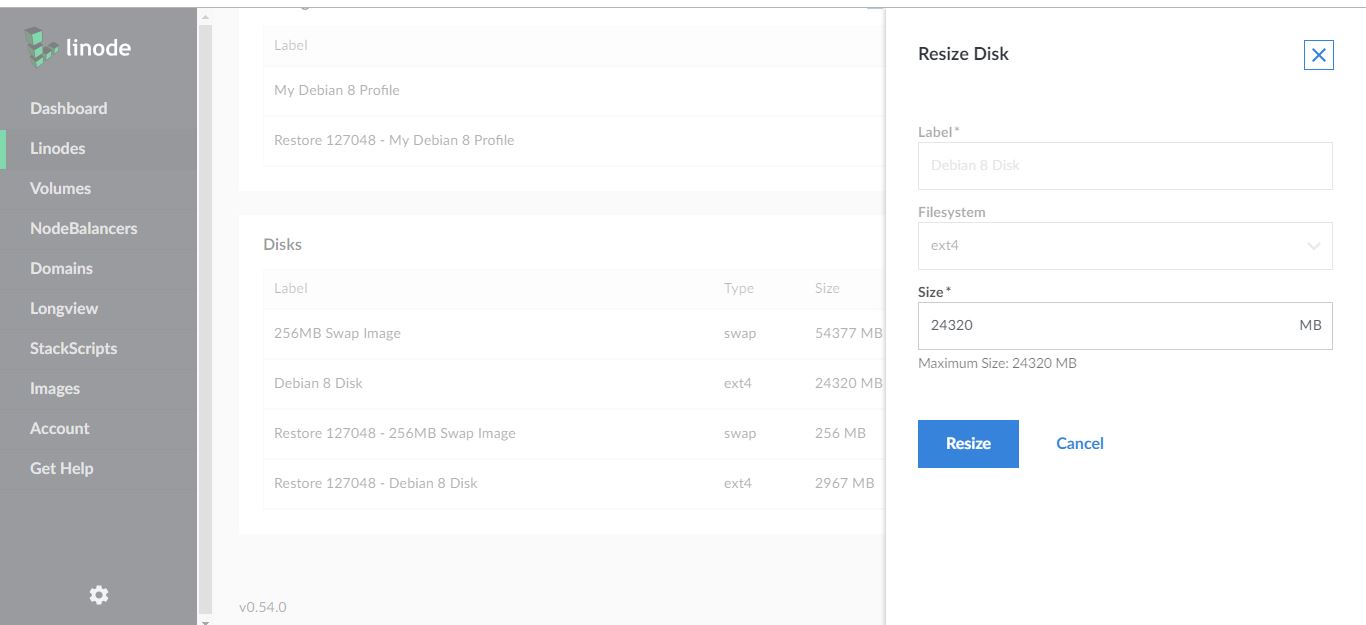 linode
Dashboard
Linodes
Volumes
NodeBalancers
Domains
Longview
StackScripts
Images
Account
Get Help
Label
My Debian 8 Profile
Restore 127048 - My Debian 8 Profile
Disks
Label Type Size
256MB Swap Image swap 54377 MB
Debian 8 Disk ext4 24320 MB
Restore 127048 - 256MB Swap Image swap 256 MB
Restore 127048 - Debian 8 Disk ext4 2967 MB
v0.54.0
Resize Disk
Label*
Debian 8 Disk
Filesystem
ext4
Size*
24320 MB
Maximum Size: 24320 MB
Resize Cancel